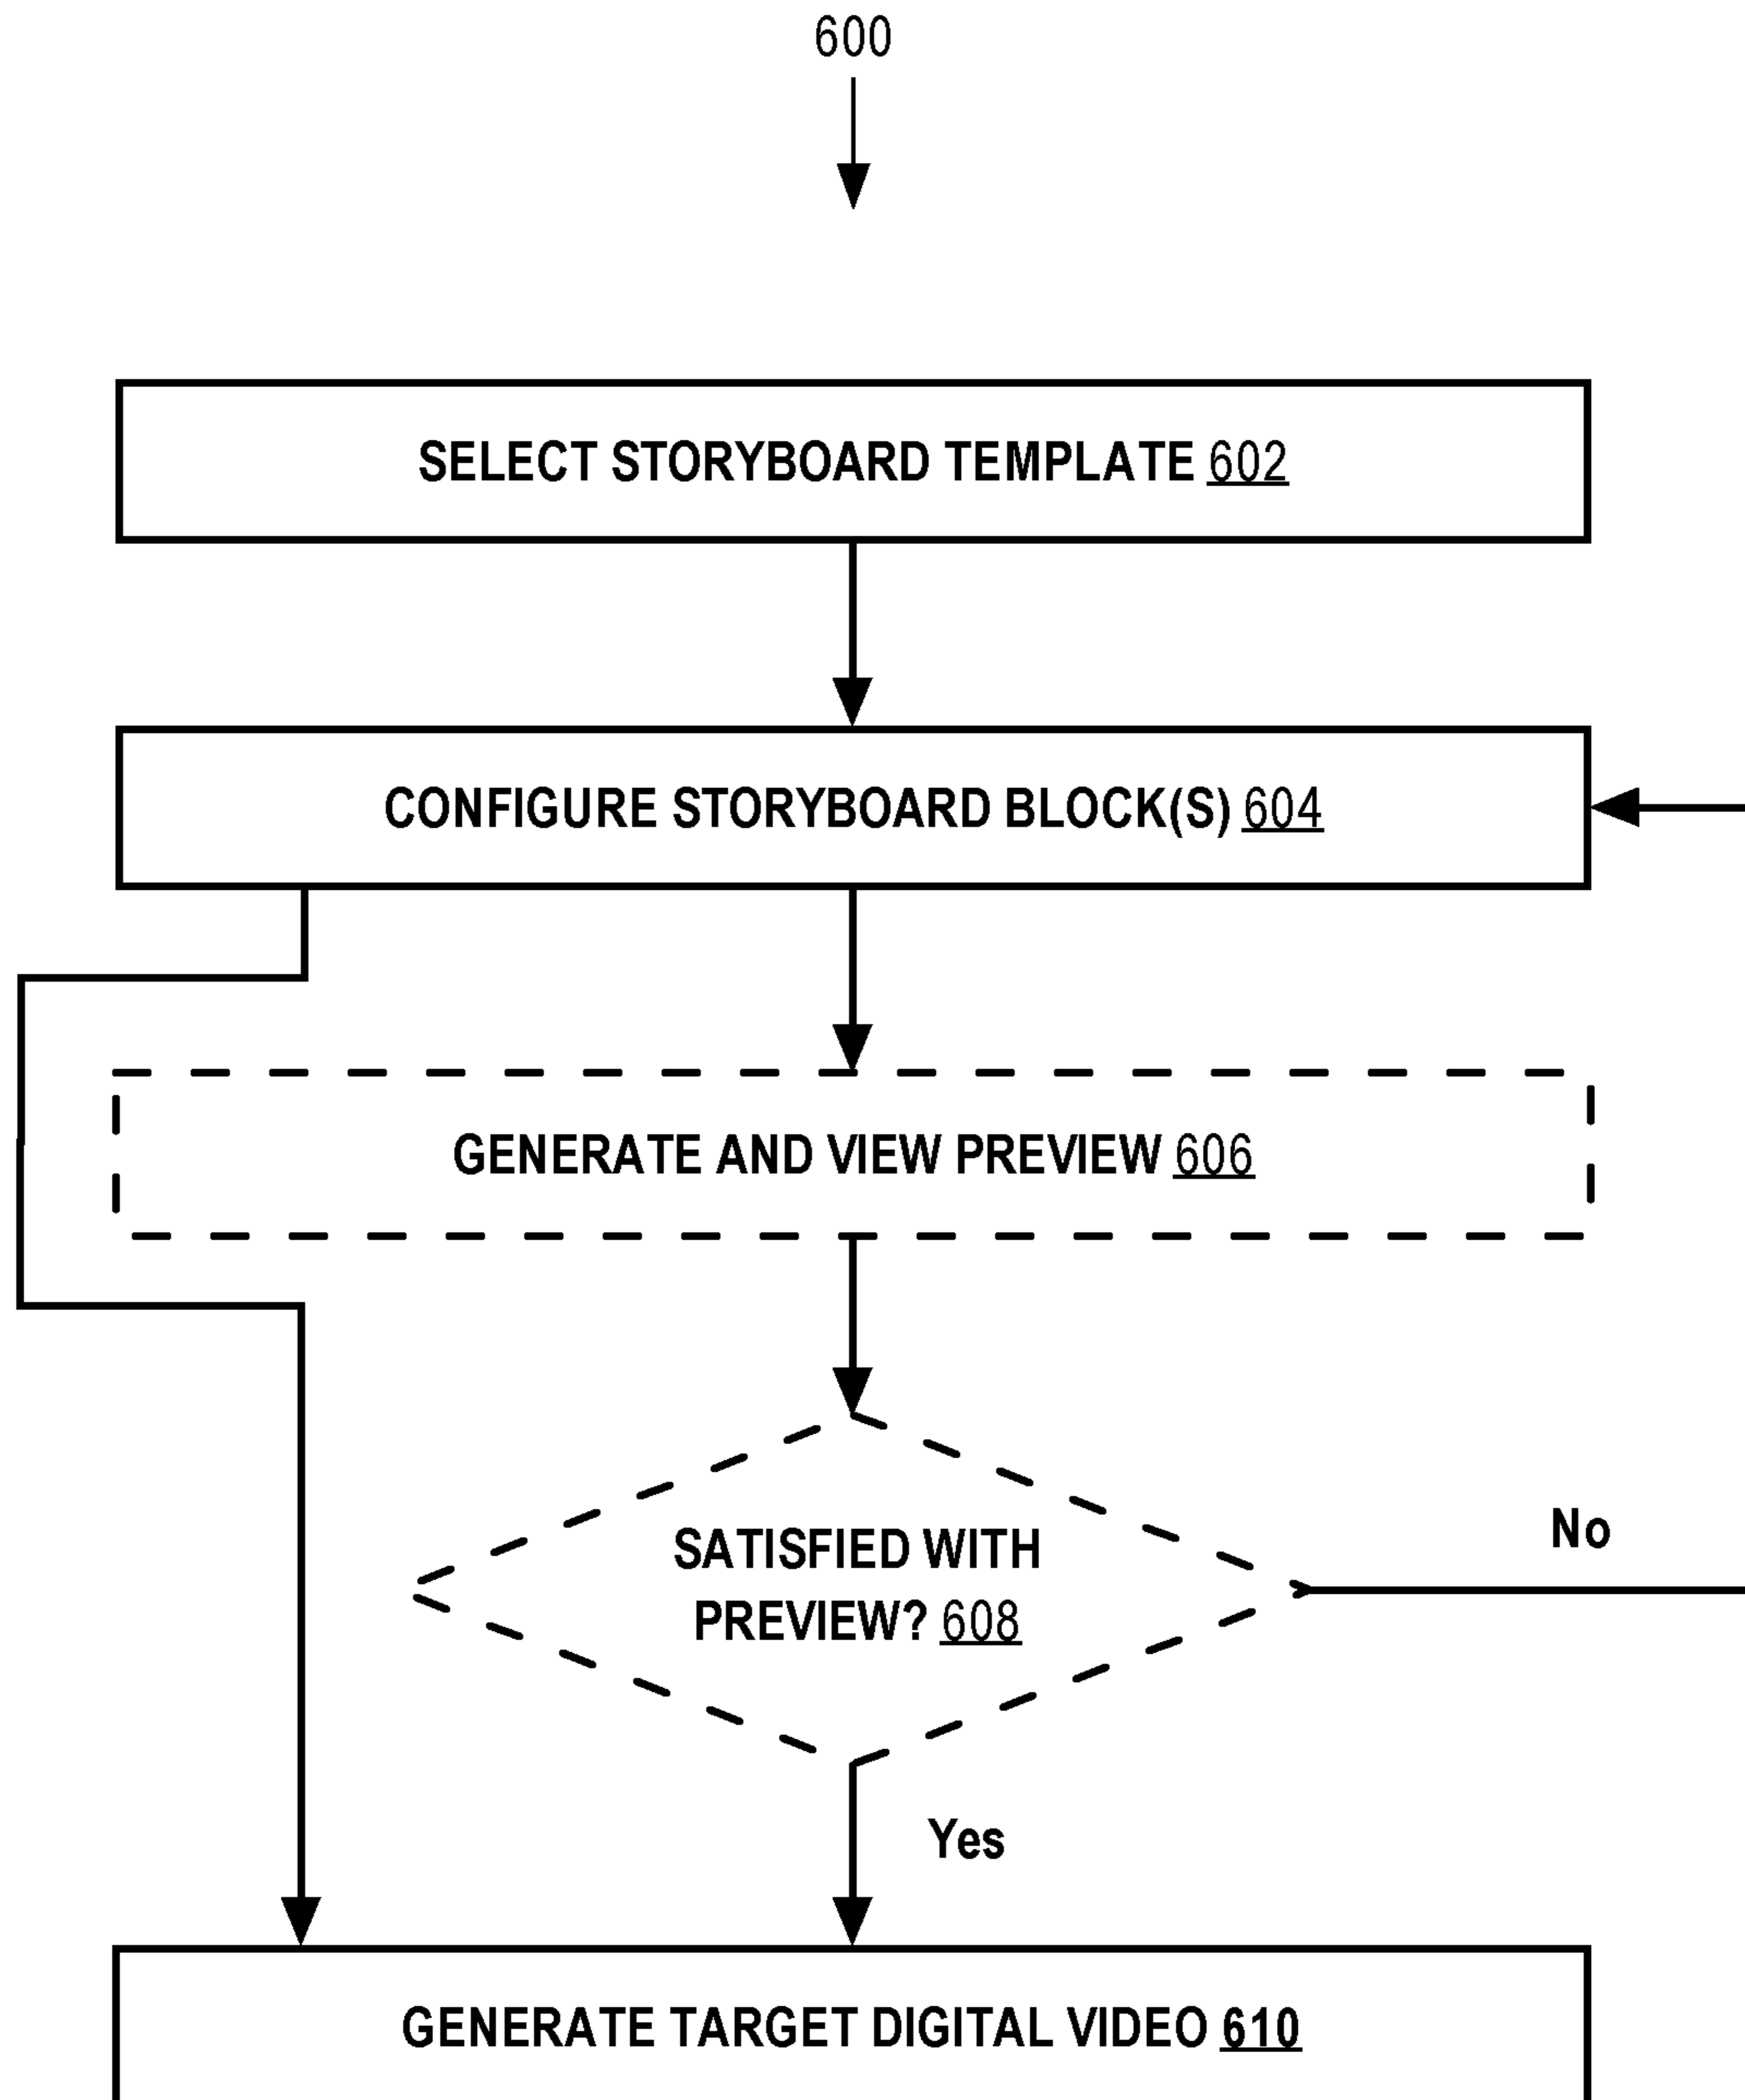 600
SELECT STORYBOARD TEMPLATE 602
CONFIGURE STORYBOARD BLOCK(S) 604
GENERATE AND VIEW PREVIEW 606
SATISFIED WITH
PREVIEW? 608
No
Yes
GENERATE TARGET DIGITAL VIDEO 610